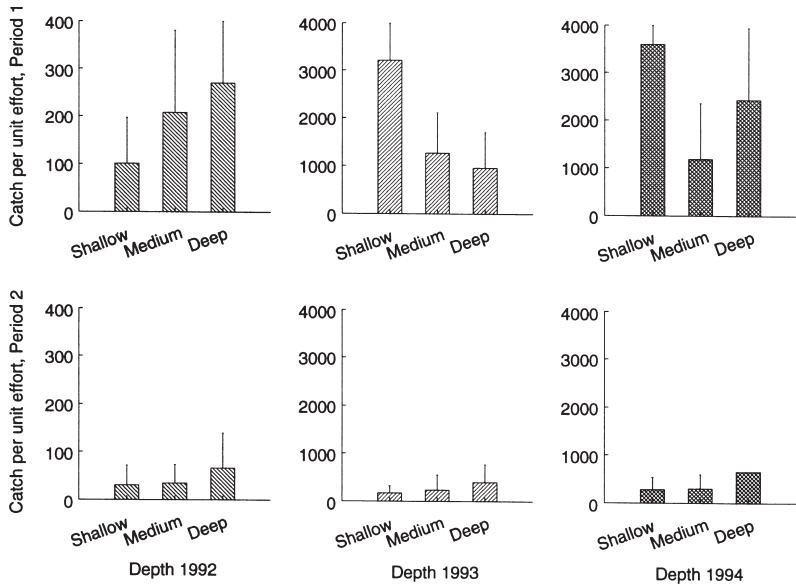 Catch per unit effort, Period 1
400
300
200
100
0
Shallow
Medium
Deep
4000
3000
2000
1000
0
Shallow
Medium
Deep
4000
3000
2000
1000
0
Shallow
Medium
Deep
Catch per unit effort, Period 2
400
300
200
100
0
Shallow
Medium
Deep
Depth 1992
4000
3000
2000
1000
0
Shallow
Medium
Deep
Depth 1993
4000
3000
2000
1000
0
Shallow
Medium
Deep
Depth 1994